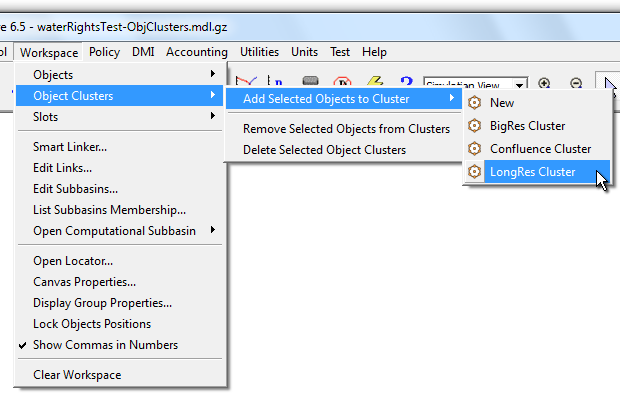 e 6.5 - waterRightsTest-ObjClusters.mdl.gz
ol Workspace Policy DMI Accounting Utilities Units Test Help
Objects
Object Clusters
Slots
Smart Linker...
Edit Links...
Edit Subbasins...
List Subbasins Membership...
Open Computational Subbasin
Open Locator...
Canvas Properties...
Display Group Properties...
Lock Objects Positions
Show Commas in Numbers
Clear Workspace
Simulation View
Add Selected Objects to Cluster
Remove Selected Objects from Clusters
Delete Selected Object Clusters
New
BigRes Cluster
Confluence Cluster
LongRes Cluster